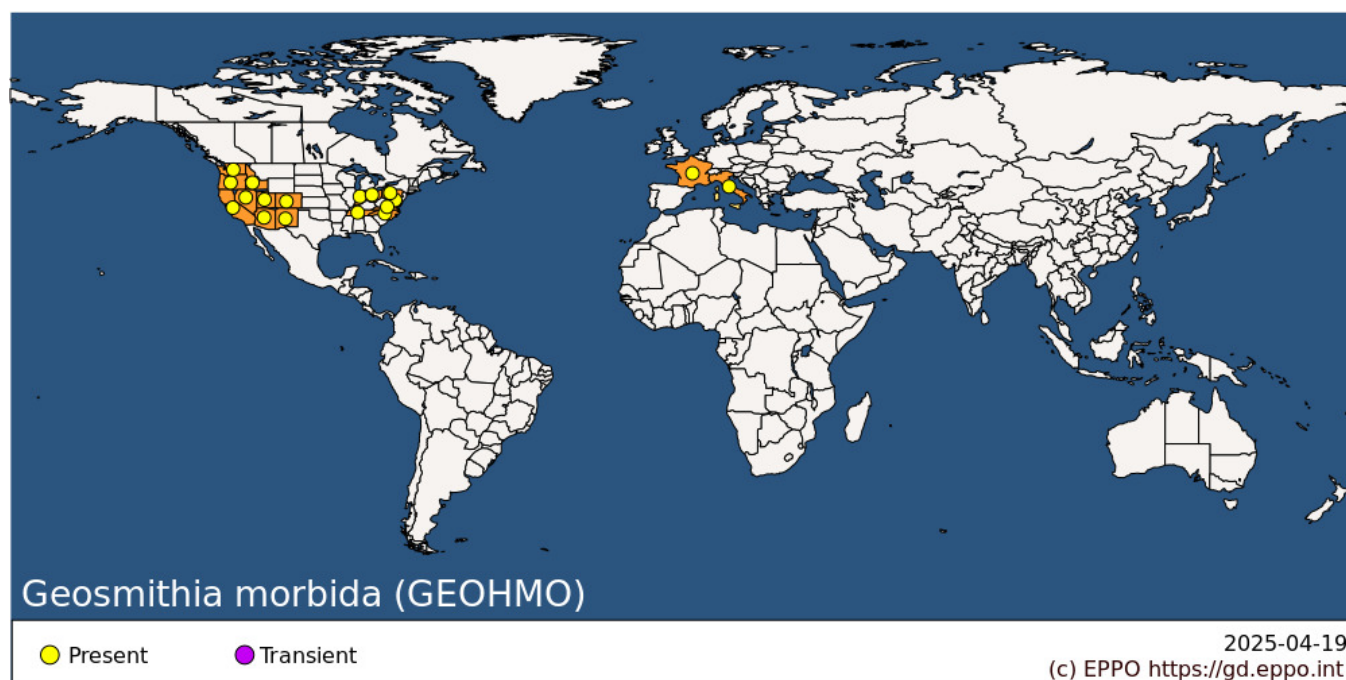 Geosmithia morbida (GEOHMO)
Present
Transient
2025-04-19
(c) EPPO https://gd.eppo.int